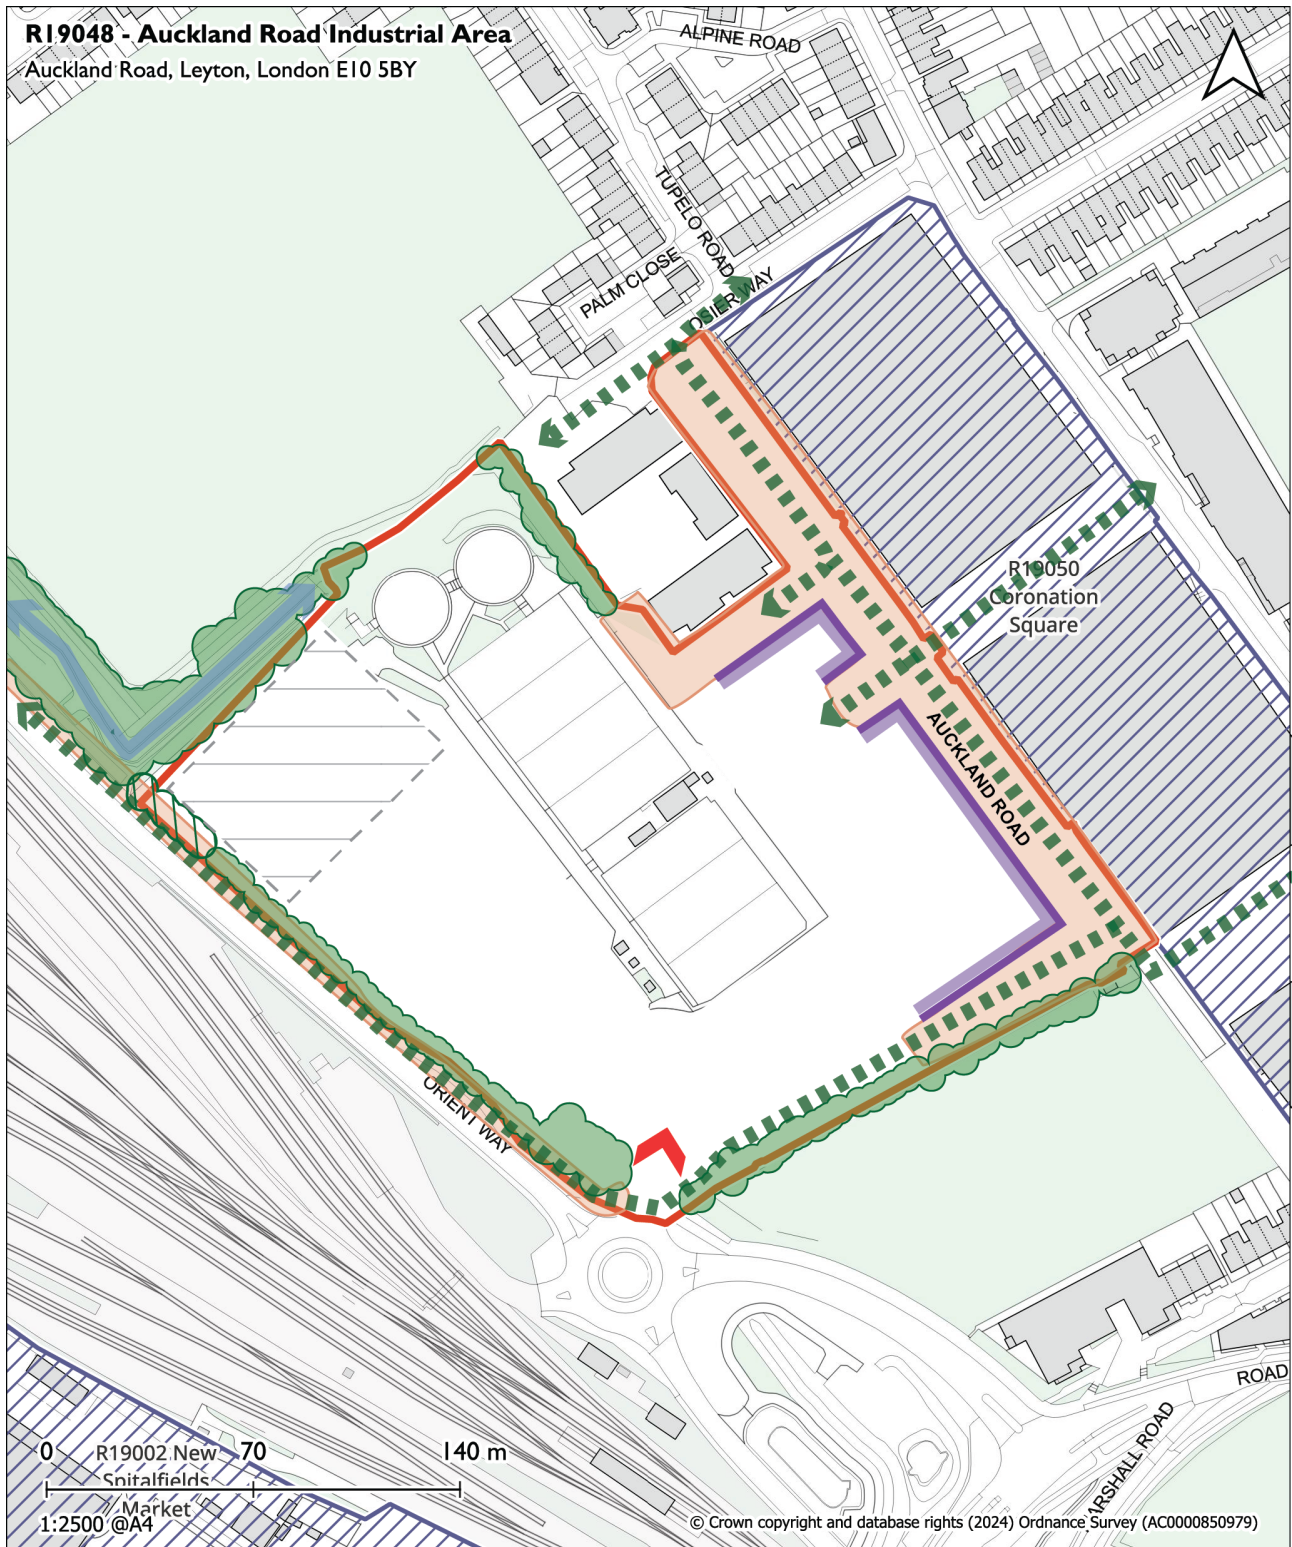 R19048 - Auckland Road Industrial Area
Auckland Road, Leyton, London E10 5BY
ALPINE ROAD
TUPELO ROAD
PALM CLOSE
OSIER WAY
R19050
Coronation
Square
AUCKLAND ROAD
ORIENT WAY
ROAD
MARSHALL ROAD
0 70 140 m
R19002 New
Spitalfields
Market
1:2500 @A4
© Crown copyright and database rights (2024) Ordnance Survey (AC0000850979)